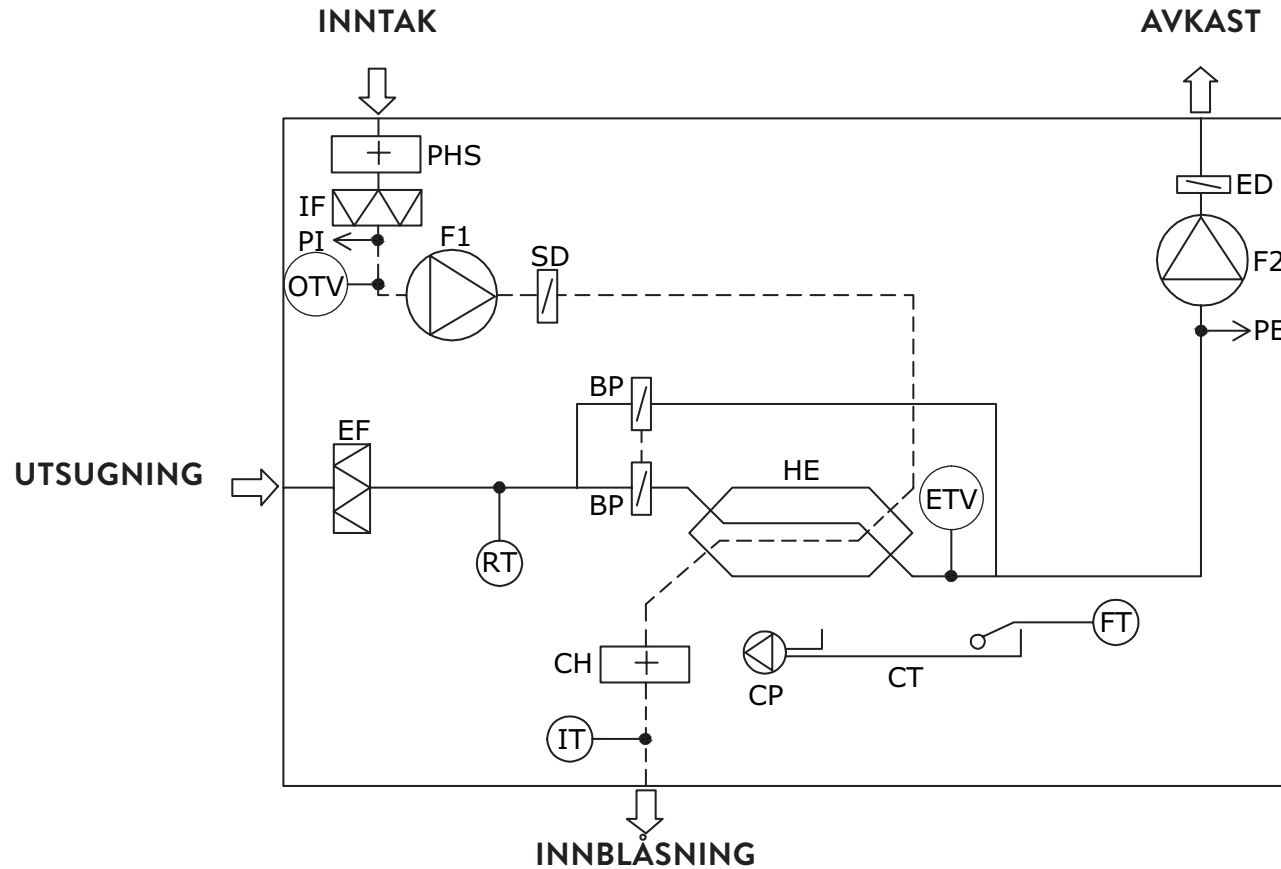 INNTAK
AVKAST
PHS
ED
IF
PI
F1
SD
OTV
F2
PE
BP
EF
UTSUGNING
HE
BP
ETV
RT
FT
CH
CT
CP
IT
INNBLÅSNING